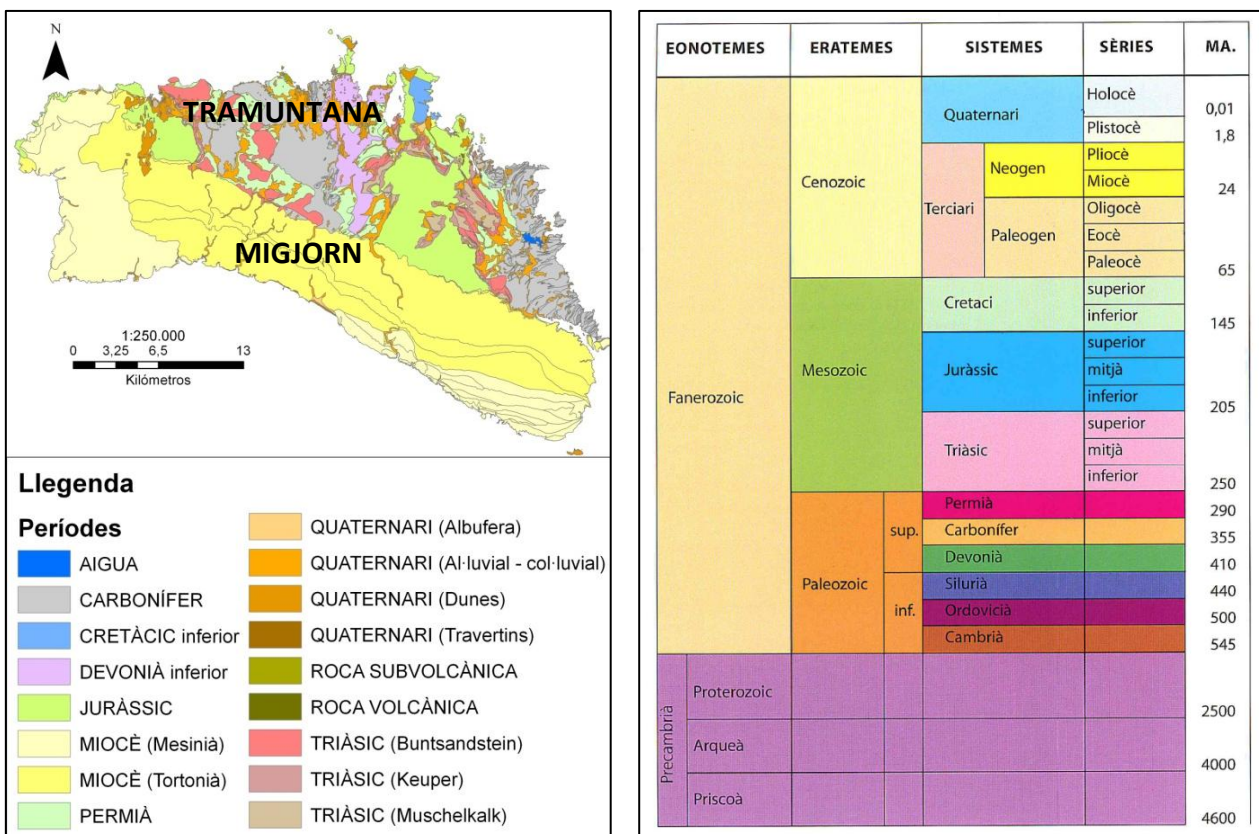 N
TRAMUNTANA
MIGJORN
1:250.000
0 3,25 6,5 13
Kilómetros
Llegenda
Períodes
AIGUA
CARBONÍFER
CRETÀCIC inferior
DEVONIÀ inferior
JURÀSSIC
MIOCÈ (Mesinià)
MIOCÈ (Tortonià)
PERMIÀ
QUATERNARI (Albufera)
QUATERNARI (Al·luvial - col·luvial)
QUATERNARI (Dunes)
QUATERNARI (Travertins)
ROCA SUBVOLCÀNICA
ROCA VOLCÀNICA
TRIÀSIC (Buntsandstein)
TRIÀSIC (Keuper)
TRIÀSIC (Muschelkalk)
EONOTEMES ERATEMES SISTEMES SÈRIES MA.
Holocè
0,01
Quaternari
Plistocè
1,8
Pliocè
Neogen
Cenozoic
Miocè
24
Terciari
Oligocè
Paleogen
Eocè
Paleocè
65
superior
Cretaci
inferior
145
superior
Fanerozoic
Mesozoic
Juràssic
mitjà
inferior
205
superior
Triàsic
mitjà
inferior
250
Permià
290
sup.
Carbonífer
355
Devonià
410
Paleozoic
Silurià
440
inf.
Ordovicià
500
Cambrià
545
Precambrià
Proterozoic
2500
Arqueà
4000
Priscoà
4600